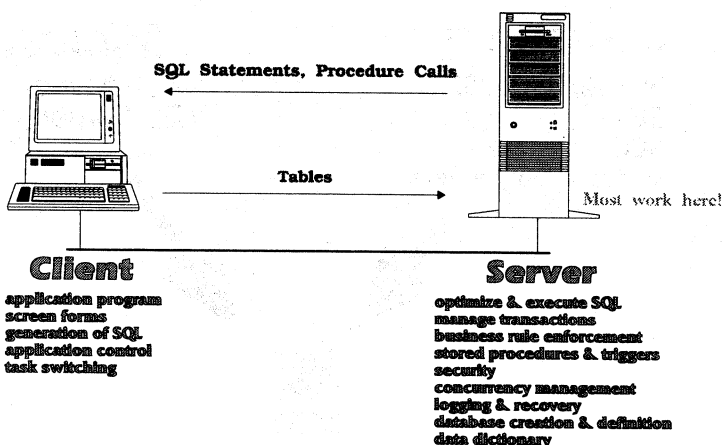 SQL Statements, Procedure Calls
Tables
Most work here!
Client
application program
screen forms
generation of SQL
application control
task switching
Server
optimize & execute SQL
manage transactions
business rule enforcement
stored procedures & triggers
security
concurrency management
logging & recovery
database creation & definition
data dictionary